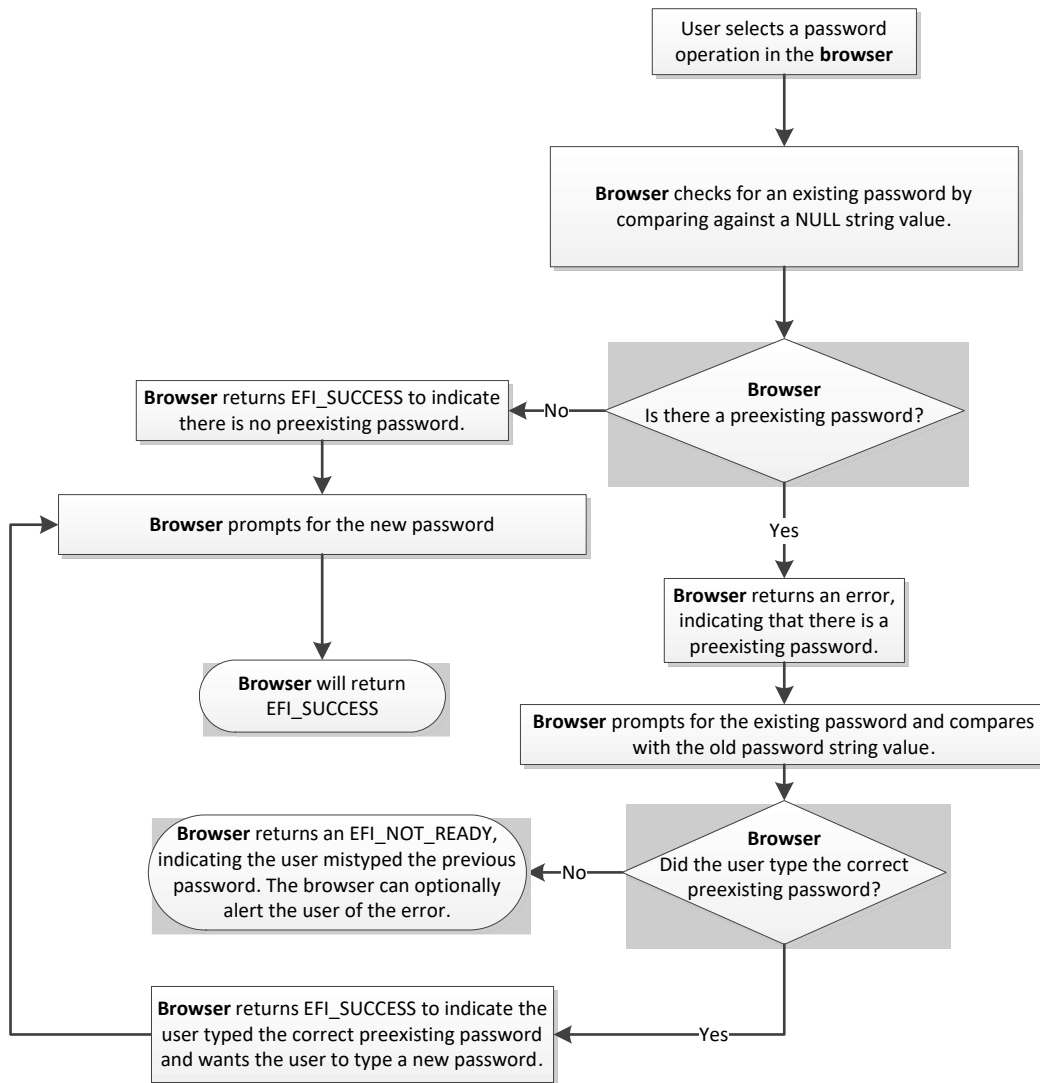 User selects a password
operation in the browser
Browser checks for an existing password by
comparing against a NULL string value.
Browser
Is there a preexisting password?
No
Browser returns EFI_SUCCESS to indicate
there is no preexisting password.
Browser prompts for the new password
Yes
Browser returns an error,
indicating that there is a
preexisting password.
Browser will return
EFI_SUCCESS
Browser prompts for the existing password and compares
with the old password string value.
Browser
Did the user type the correct
preexisting password?
No
Browser returns an EFI_NOT_READY,
indicating the user mistyped the previous
password. The browser can optionally
alert the user of the error.
Yes
Browser returns EFI_SUCCESS to indicate the
user typed the correct preexisting password
and wants the user to type a new password.